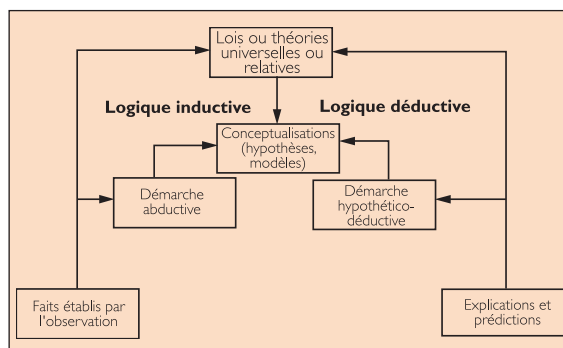 Lois ou théories
universelles ou
relatives
Logique inductive
Logique déductive
Conceptualisations
(hypothèses,
modèles)
Démarche
abductive
Démarche
hypothético-
déductive
Faits établis par
l'observation
Explications et
prédictions